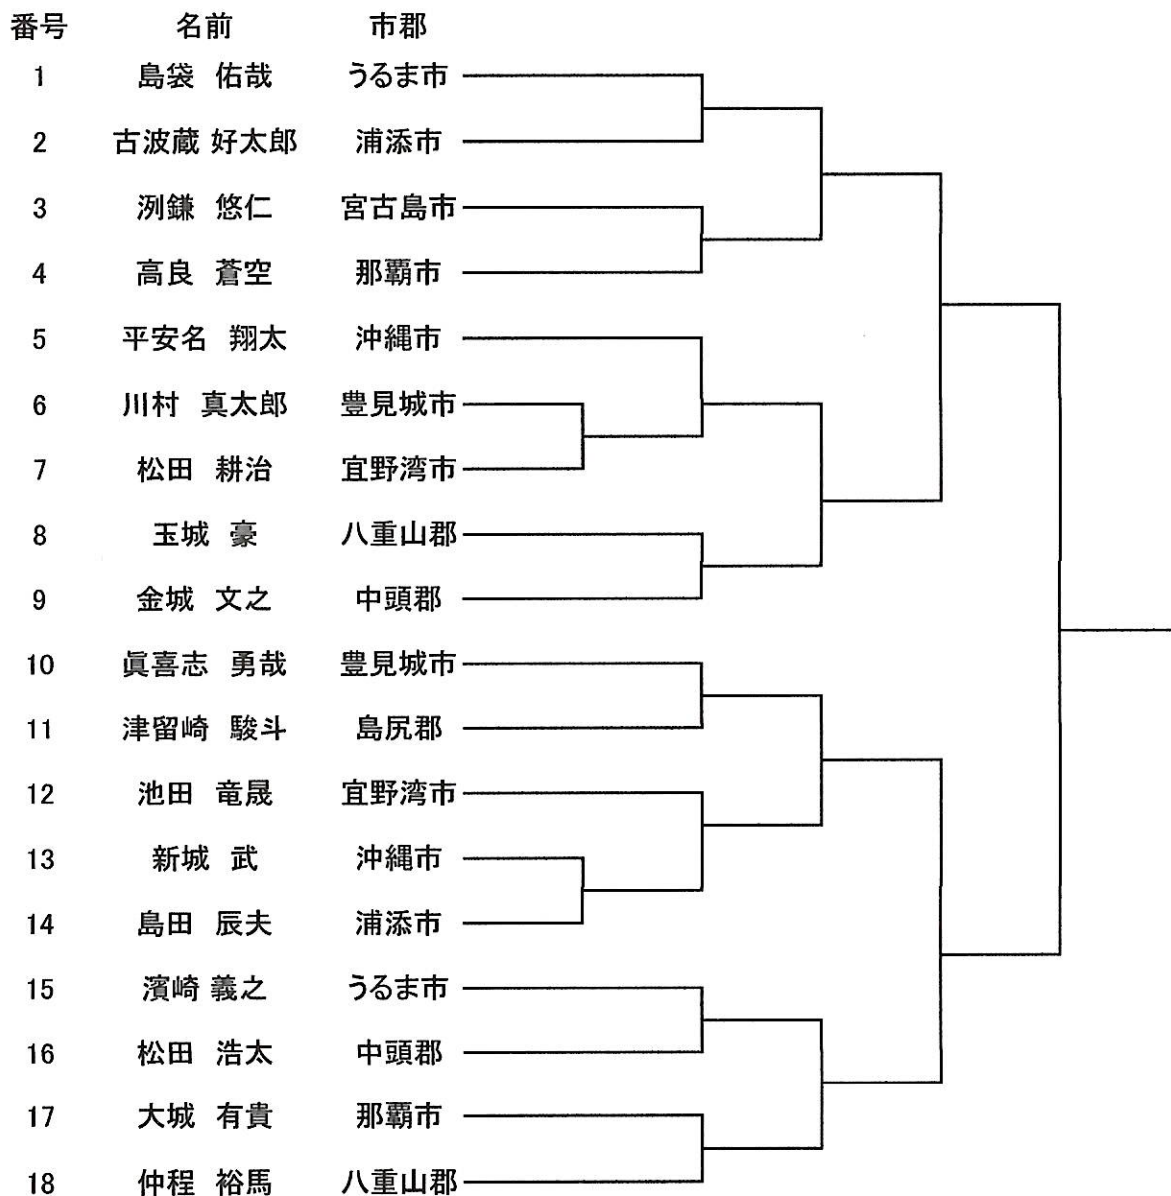 番号 名前 市郡
1 島袋 佑哉 うるま市
2 古波蔵 好太郎 浦添市
3 洌鎌 悠仁 宮古島市
4 高良 蒼空 那覇市
5 平安名 翔太 沖縄市
6 川村 真太郎 豊見城市
7 松田 耕治 宜野湾市
8 玉城 豪 八重山郡
9 金城 文之 中頭郡
10 眞喜志 勇哉 豊見城市
11 津留崎 駿斗 島尻郡
12 池田 竜晟 宜野湾市
13 新城 武 沖縄市
14 島田 辰夫 浦添市
15 濱崎 義之 うるま市
16 松田 浩太 中頭郡
17 大城 有貴 那覇市
18 仲程 裕馬 八重山郡